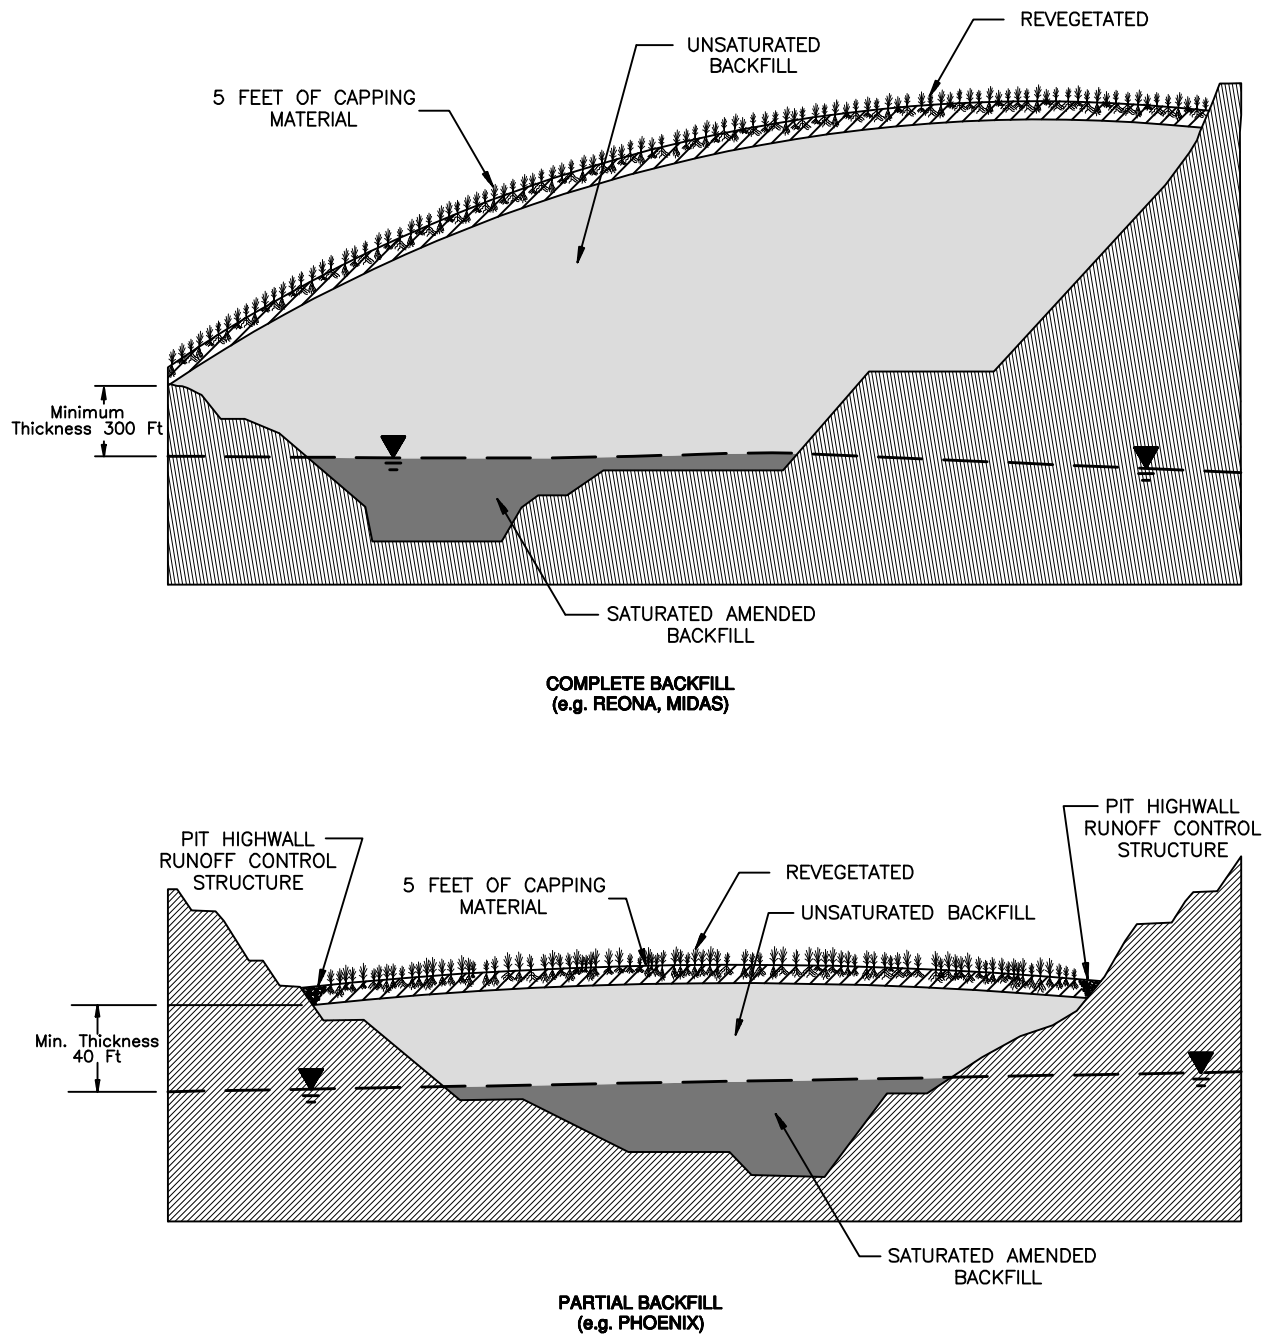 REVEGETATED
UNSATURATED
BACKFILL
5 FEET OF CAPPING
MATERIAL
Minimum
Thickness 300 Ft
SATURATED AMENDED
BACKFILL
COMPLETE BACKFILL
(e.g. REONA, MIDAS)
PIT HIGHWALL
RUNOFF CONTROL
STRUCTURE
PIT HIGHWALL
RUNOFF CONTROL
STRUCTURE
REVEGETATED
5 FEET OF CAPPING
MATERIAL
UNSATURATED BACKFILL
Min. Thickness
40 Ft
SATURATED AMENDED
BACKFILL
PARTIAL BACKFILL
(e.g. PHOENIX)